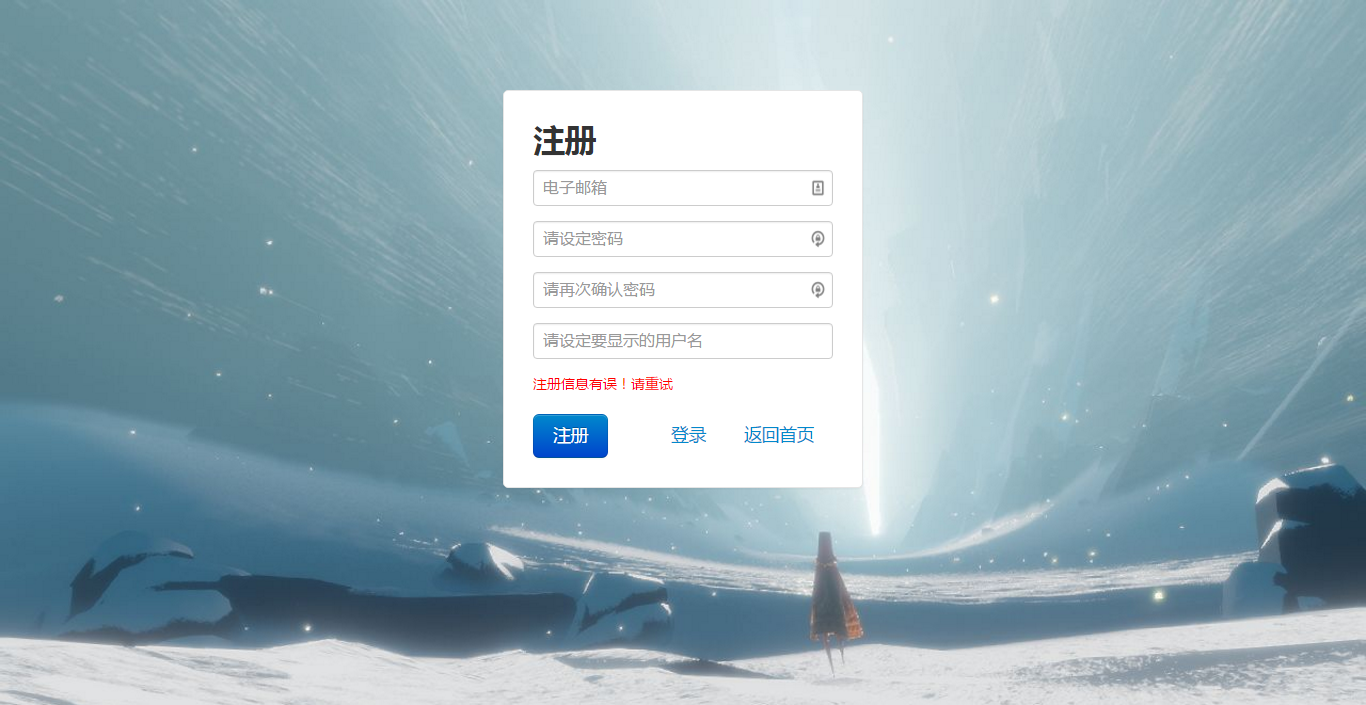 注册
电子邮箱
请设定密码
请再次确认密码
请设定要显示的用户名
注册信息有误！请重试
注册 登录 返回首页